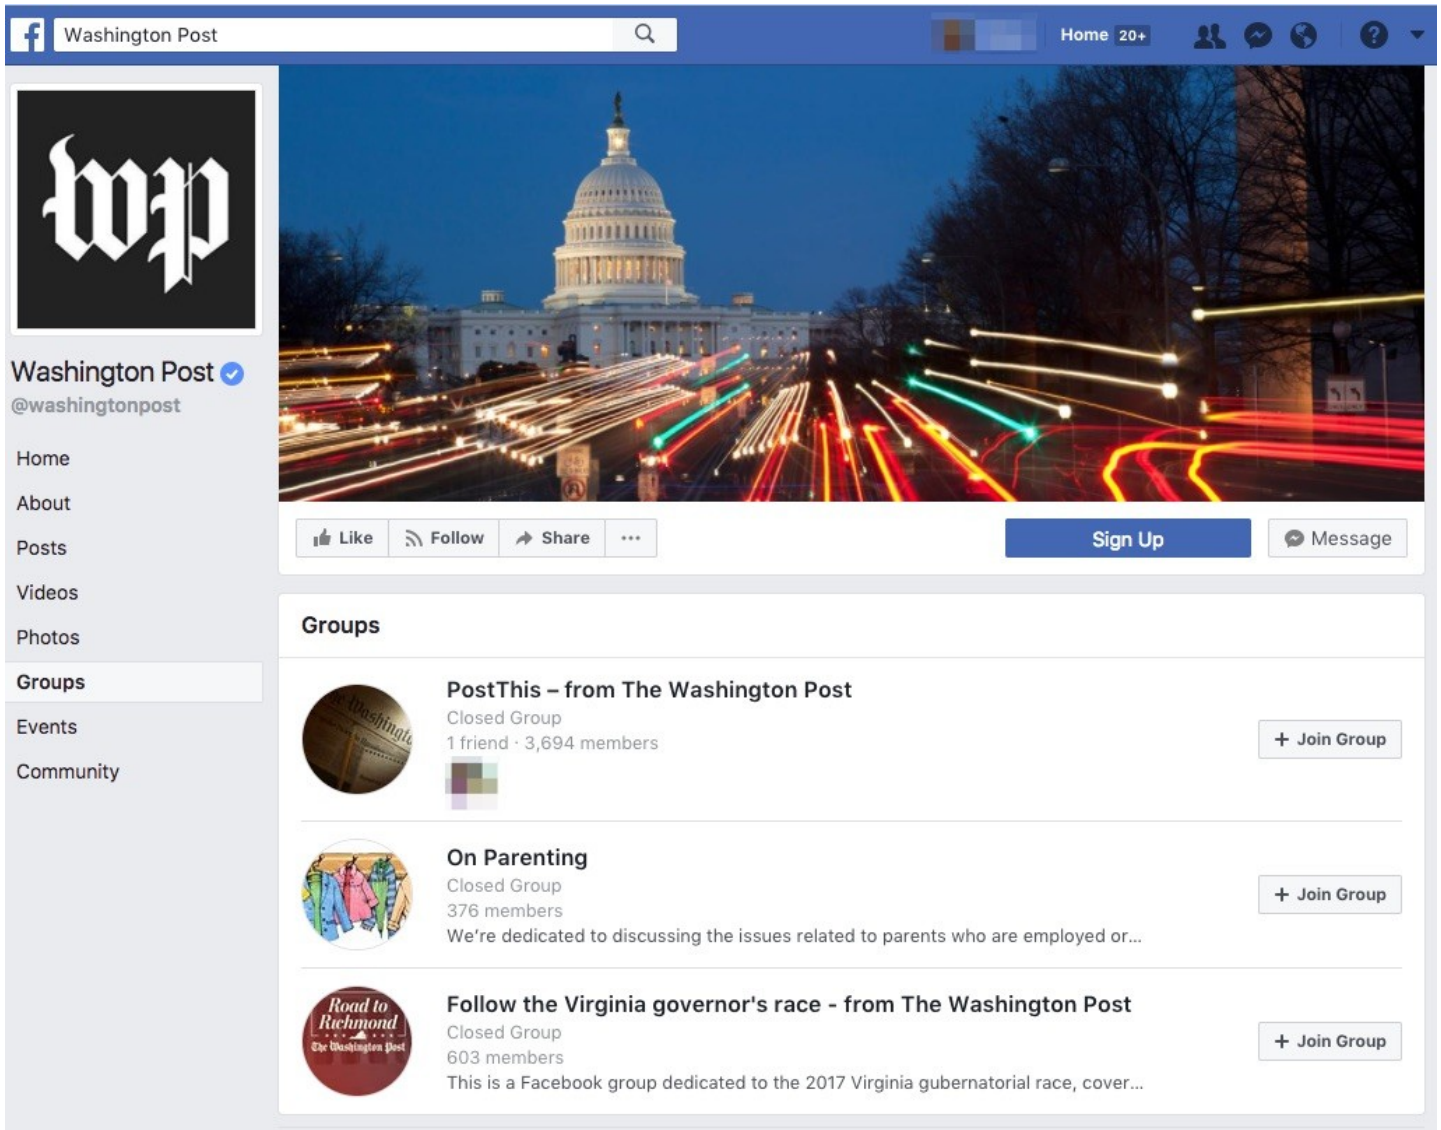 Washington Post
Home 20+
wp
Washington Post
@washingtonpost
Home
About
Posts
Videos
Photos
Groups
Events
Community
Like
Follow
Share
Sign Up
Message
Groups
PostThis – from The Washington Post
Closed Group
1 friend · 3,694 members
+ Join Group
On Parenting
Closed Group
376 members
We're dedicated to discussing the issues related to parents who are employed or...
+ Join Group
Road to
Richmond
The Washington Post
Follow the Virginia governor's race - from The Washington Post
Closed Group
603 members
This is a Facebook group dedicated to the 2017 Virginia gubernatorial race, cover...
+ Join Group